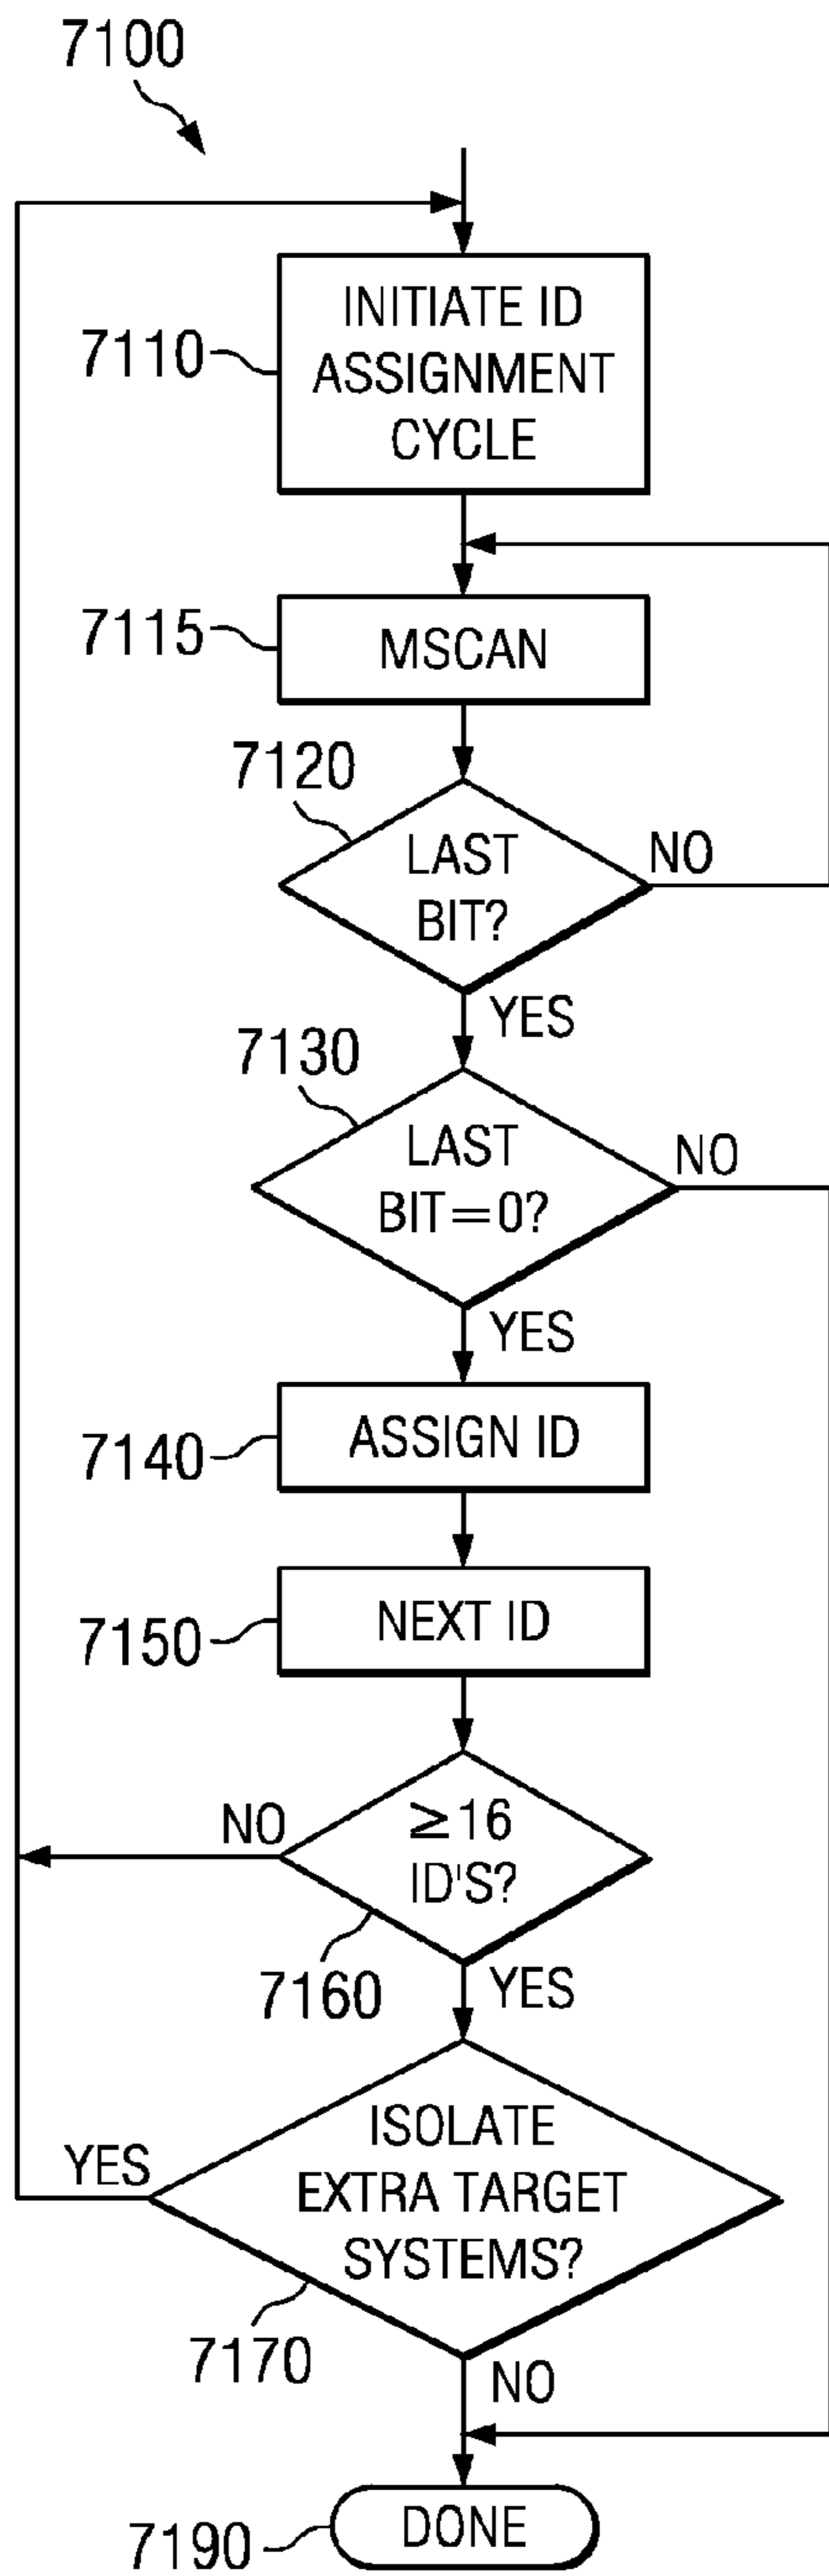 7100
7110
INITIATE ID
ASSIGNMENT
CYCLE
7115
MSCAN
7120
LAST
BIT?
NO
YES
7130
LAST
BIT=0?
NO
YES
7140
ASSIGN ID
7150
NEXT ID
NO
≥16
ID'S?
7160
YES
YES
ISOLATE
EXTRA TARGET
SYSTEMS?
7170
NO
7190
DONE